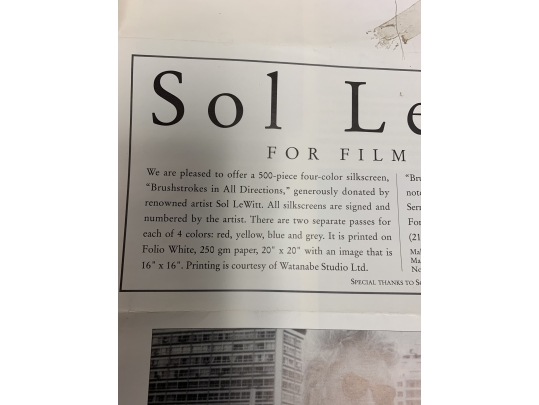 Sol Le
FOR FILM
We are pleased to offer a 500-piece four-color silkscreen,
"Brushstrokes in All Directions," generously donated by
renowned artist Sol LeWitt. All silkscreens are signed and
numbered by the artist. There are two separate passes for
each of 4 colors: red, yellow, blue and grey. It is printed on
Folio White, 250 gm paper, 20" x 20" with an image that is
16" x 16". Printing is courtesy of Watanabe Studio Ltd.
"Bru
note
Seri
For
(21
Mal
Ma
No
SPECIAL THANKS TO S